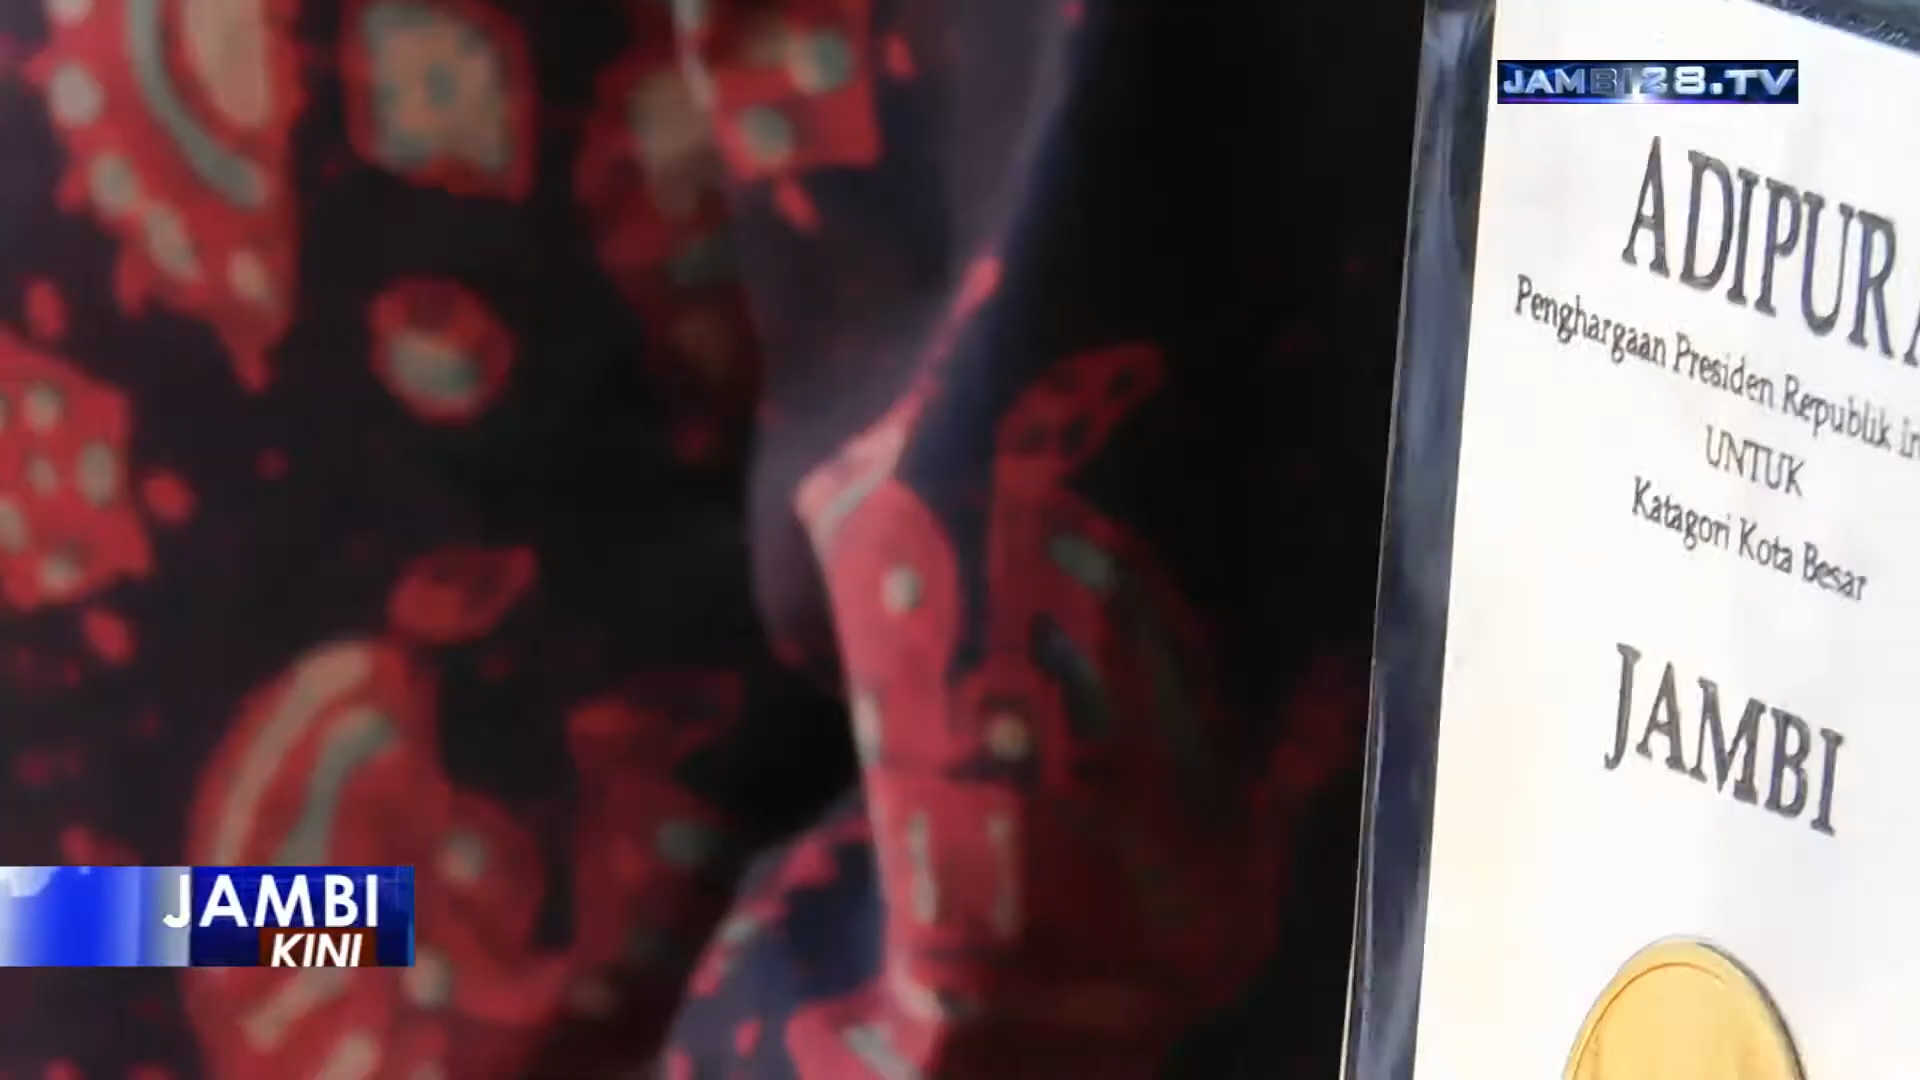 JAMBI28.TV
ADIPURA
Penghargaan Presiden Republik
UNTUK
Katagori Kota Besar
JAMBI
JAMBI
KINI